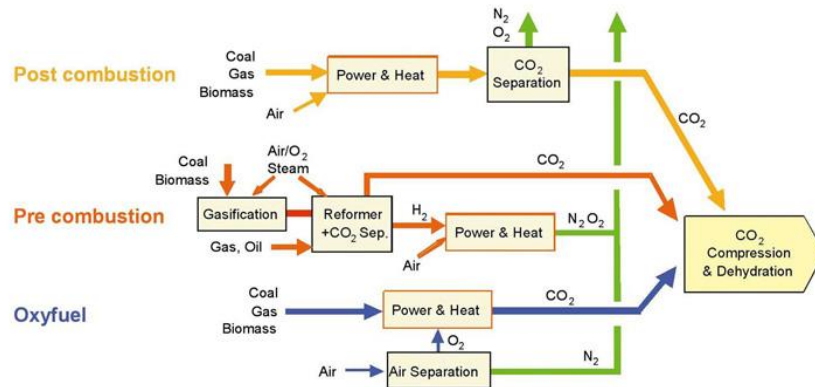 N2
O2
Post combustion
Coal
Gas
Biomass
Air
Power & Heat
CO2
Separation
CO2
Pre combustion
Coal
Biomass
Air/O2
Steam
Gasification
Gas, Oil
Reformer
+CO2 Sep.
CO2
H2
Air
Power & Heat
N2 O2
CO2
Compression
& Dehydration
Oxyfuel
Coal
Gas
Biomass
Power & Heat
CO2
O2
Air
Air Separation
N2